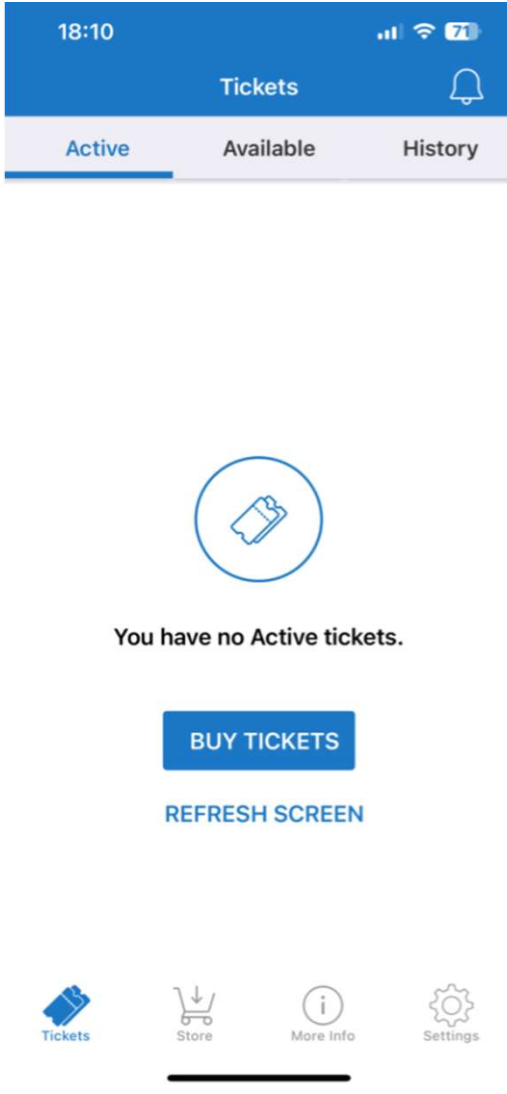 18:10 71
Tickets
Active Available History
You have no Active tickets.
BUY TICKETS
REFRESH SCREEN
Tickets Store More Info Settings